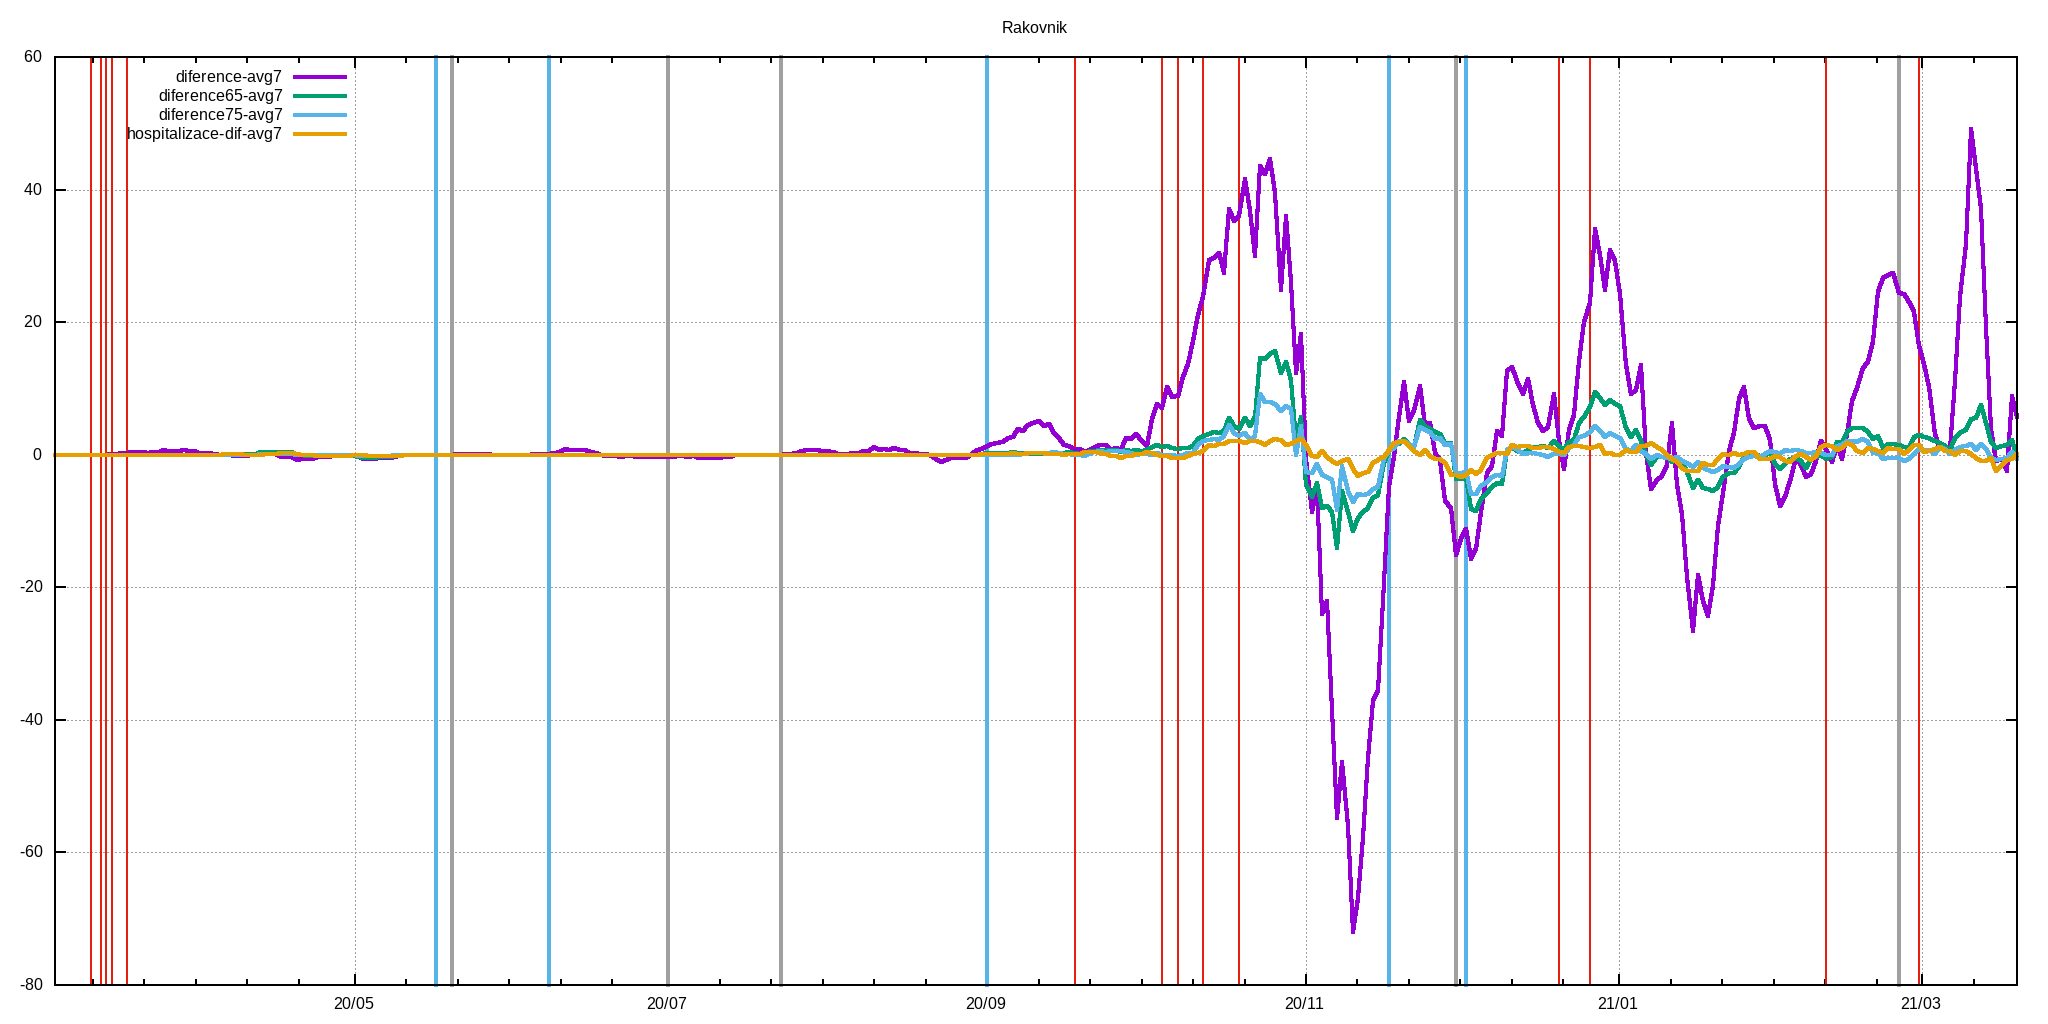 Rakovnik
60
40
20
0
-20
-40
-60
-80
diference-avg7
diference65-avg7
diference75-avg7
hospitalizace-dif-avg7
20/05
20/07
20/09
20/11
21/01
21/03